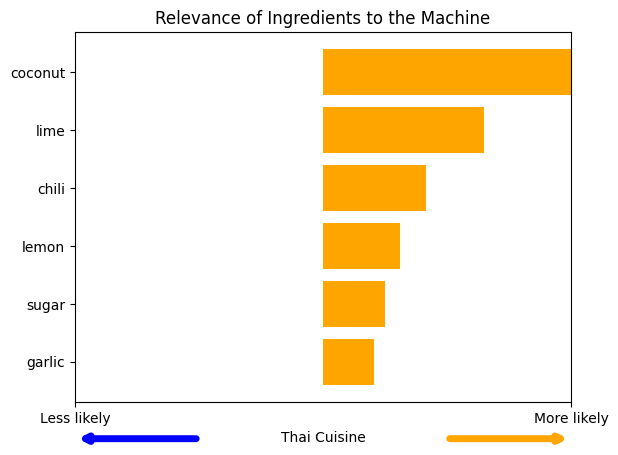 Relevance of Ingredients to the Machine
coconut
lime
chili
lemon
sugar
garlic
Less likely
More likely
Thai Cuisine